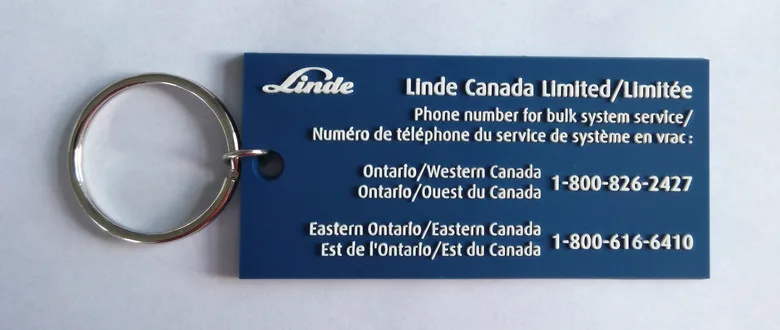 Linde
Linde Canada Limited/Limitée
Phone number for bulk system service/
Numéro de téléphone du service de système en vrac:
Ontario/Western Canada
Ontario/Ouest du Canada
1-800-826-2427
Eastern Ontario/Eastern Canada
Est de l'Ontario/Est du Canada
1-800-616-6410